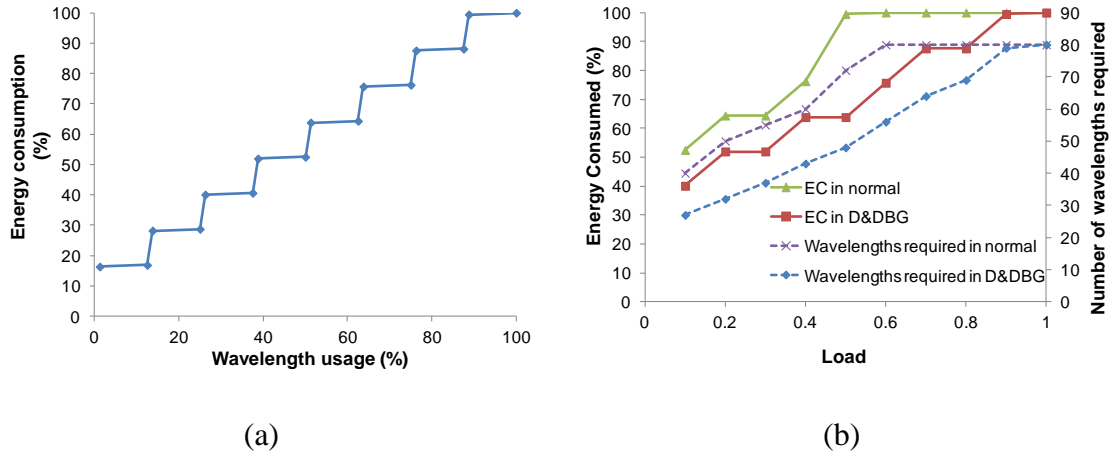 100
90
80
70
60
50
40
30
20
10
0
Energy consumption
(%)
0 20 40 60 80 100
Wavelength usage (%)
(a)
100
90
80
70
60
50
40
30
20
10
0
Energy Consumed (%)
90
80
70
60
50
40
30
20
10
0
Number of wavelengths required
EC in normal
EC in D&DBG
Wavelengths required in normal
Wavelengths required in D&DBG
0 0.2 0.4 0.6 0.8 1
Load
(b)